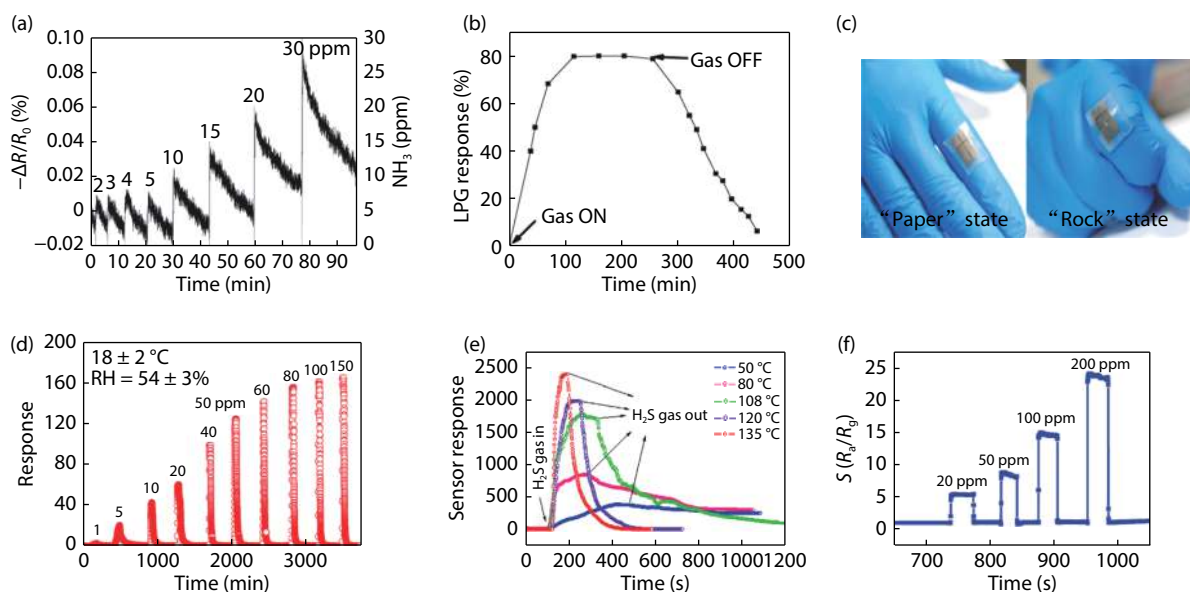 (a)
0.10
0.08
0.06
0.04
0.02
0
−0.02
−ΔR/R₀ (%)
30 ppm
20
15
10
5
4
3
2
30
25
20
15
10
5
0
NH₃ (ppm)
0 10 20 30 40 50 60 70 80 90
Time (min)
(b)
100
80
60
40
20
0
LPG response (%)
Gas OFF
Gas ON
0 100 200 300 400 500
Time (min)
(c)
“Paper” state
“Rock” state
(d)
200
160
120
80
40
0
Response
18 ± 2 °C
RH = 54 ± 3%
1
5
10
20
40
50 ppm
60
80
100
150
0 1000 2000 3000
Time (min)
(e)
2500
2000
1500
1000
500
0
Sensor response
H₂S gas in
H₂S gas out
50 °C
80 °C
108 °C
120 °C
135 °C
0 200 400 600 800 1000 1200
Time (s)
(f)
25
20
15
10
5
0
S (Rₐ/R_g)
20 ppm
50 ppm
100 ppm
200 ppm
700 800 900 1000
Time (s)